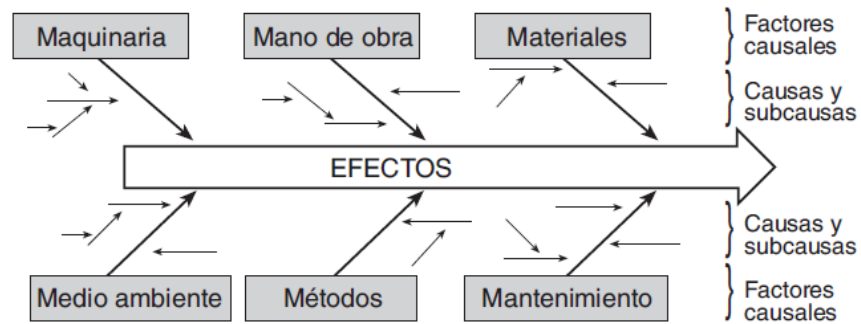 Maquinaria
Mano de obra
Materiales
Factores
causales
Causas y
subcausas
EFECTOS
Causas y
subcausas
Medio ambiente
Métodos
Mantenimiento
Factores
causales